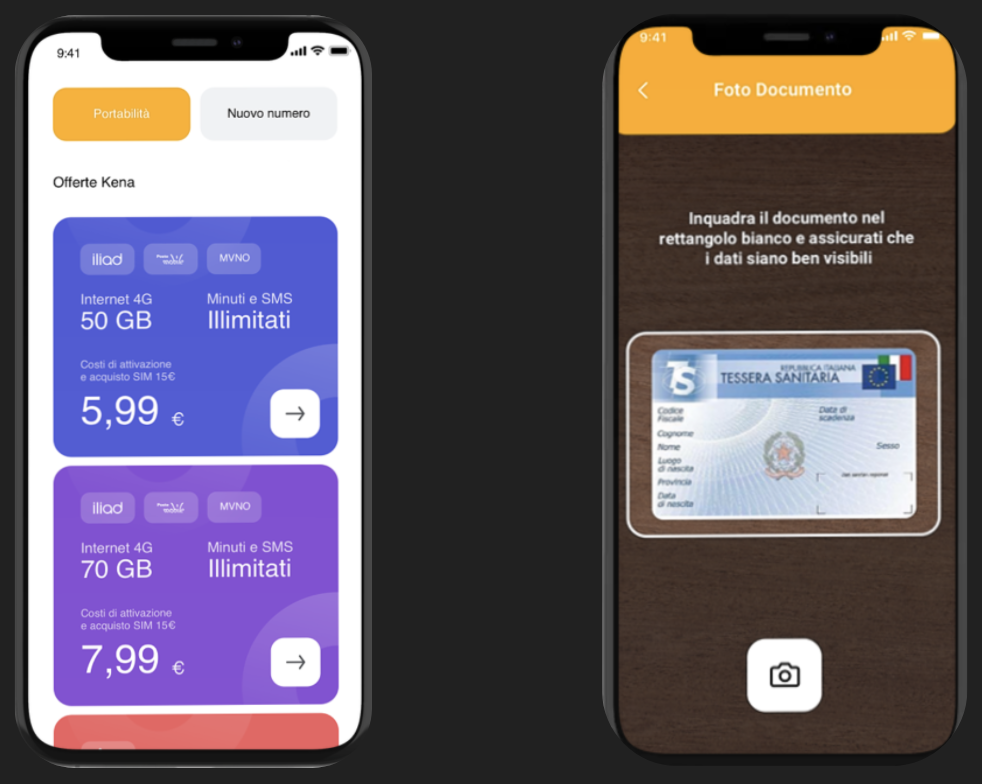 9:41
Portabilità
Nuovo numero
Offerte Kena
iliad
MVNO
Internet 4G
Minuti e SMS
50 GB
Illimitati
Costi di attivazione
e acquisto SIM 15€
5,99 €
iliad
MVNO
Internet 4G
Minuti e SMS
70 GB
Illimitati
Costi di attivazione
e acquisto SIM 15€
7,99 €
9:41
Foto Documento
Inquadra il documento nel
rettangolo bianco e assicurati che
i dati siano ben visibili
TS
REPUBBLICA ITALIANA
TESSERA SANITARIA
Codice
Fiscale
Data di
scadenza
Cognome
Nome
Sesso
Luogo
di nascita
Provincia
Data
di nascita